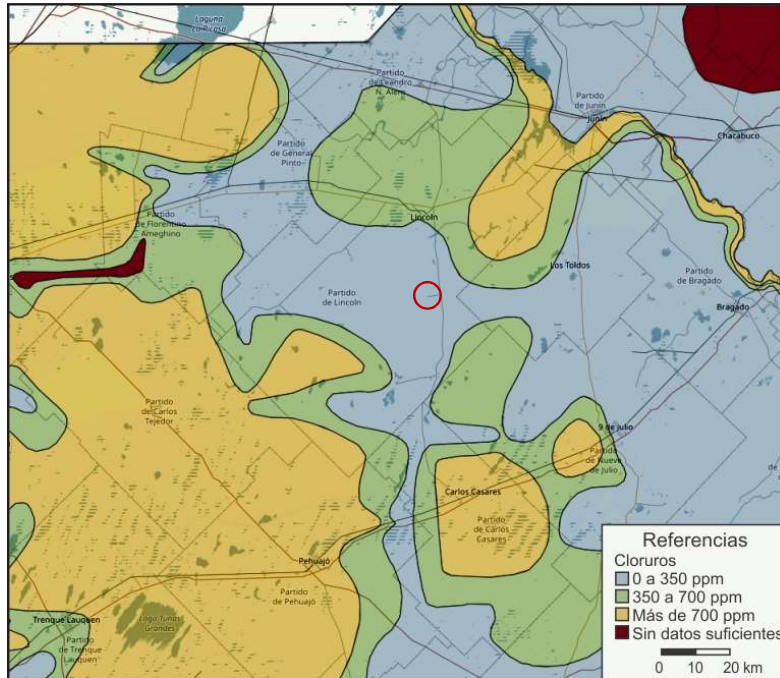 Laguna
La Picasa
Partido
de Leandro
N. Alem
Partido
de Junín
Junín
Chacabuco
Partido
de General
Pinto
Lincoln
Partido
de Florentino
Ameghino
Los Toldos
Partido
de Bragado
Bragado
Partido
de Lincoln
Partido
de Carlos
Tejedor
9 de Julio
Partido
de Nueve
de Julio
Carlos Casares
Partido
de Carlos
Casares
Pehuajó
Partido
de Pehuajó
Trenque Lauquen
Partido
de Trenque
Lauquen
Lago Tunas
Grandes
Referencias
Cloruros
0 a 350 ppm
350 a 700 ppm
Más de 700 ppm
Sin datos suficientes
0 10 20 km